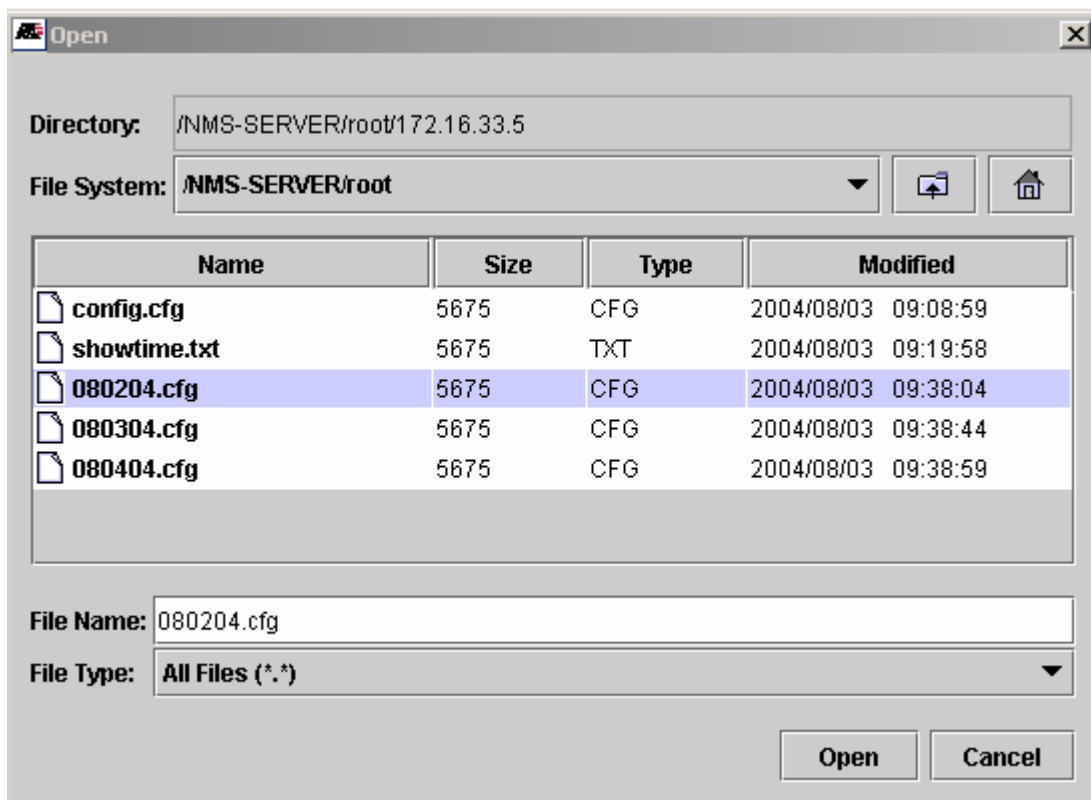 Open
Directory: /NMS-SERVER/root/172.16.33.5
File System: /NMS-SERVER/root
Name Size Type Modified
config.cfg 5675 CFG 2004/08/03 09:08:59
showtime.txt 5675 TXT 2004/08/03 09:19:58
080204.cfg 5675 CFG 2004/08/03 09:38:04
080304.cfg 5675 CFG 2004/08/03 09:38:44
080404.cfg 5675 CFG 2004/08/03 09:38:59
File Name: 080204.cfg
File Type: All Files (*.*)
Open Cancel